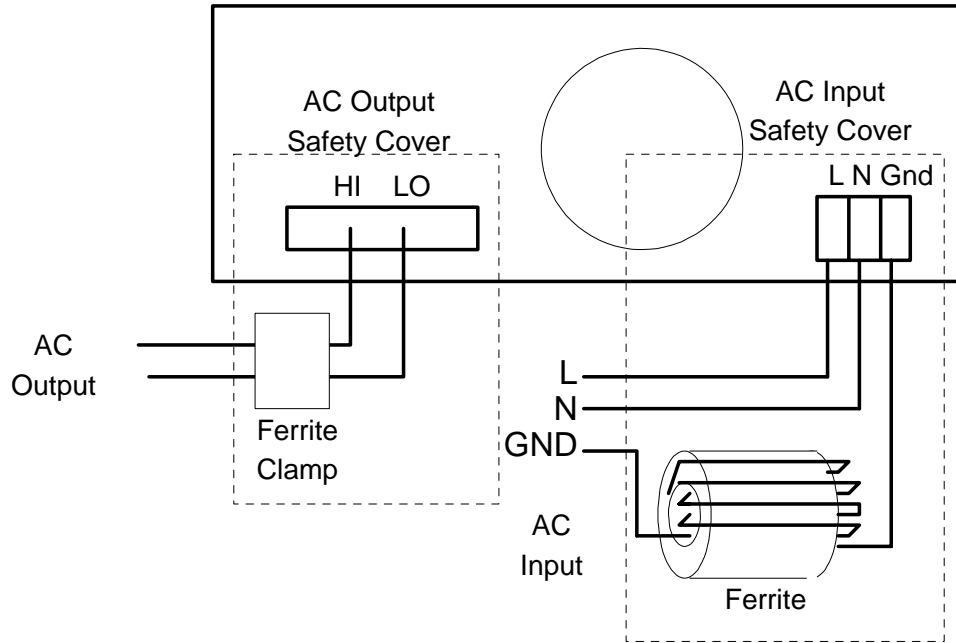 AC Output
Safety Cover
AC Input
Safety Cover
HI LO
L N Gnd
AC
Output
Ferrite
Clamp
L
N
GND
AC
Input
Ferrite